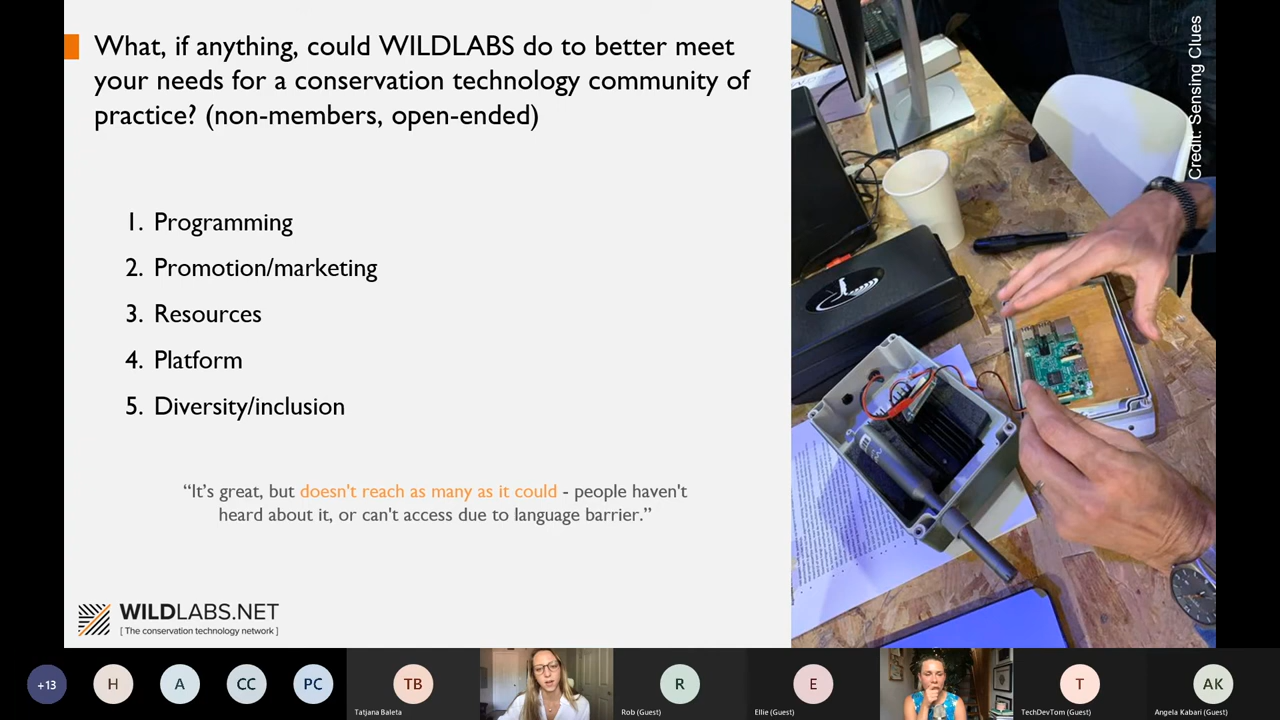 What, if anything, could WILDLABS do to better meet
your needs for a conservation technology community of
practice? (non-members, open-ended)
1. Programming
2. Promotion/marketing
3. Resources
4. Platform
5. Diversity/inclusion
“It’s great, but doesn't reach as many as it could - people haven't
heard about it, or can't access due to language barrier.”
WILDLABS.NET
[ The conservation technology network ]
Credit: Sensing Clues
+13
H
A
CC
PC
TB
Tatjana Baleta
R
Rob (Guest)
E
Ellie (Guest)
T
TechDevTom (Guest)
AK
Angela Kabari (Guest)